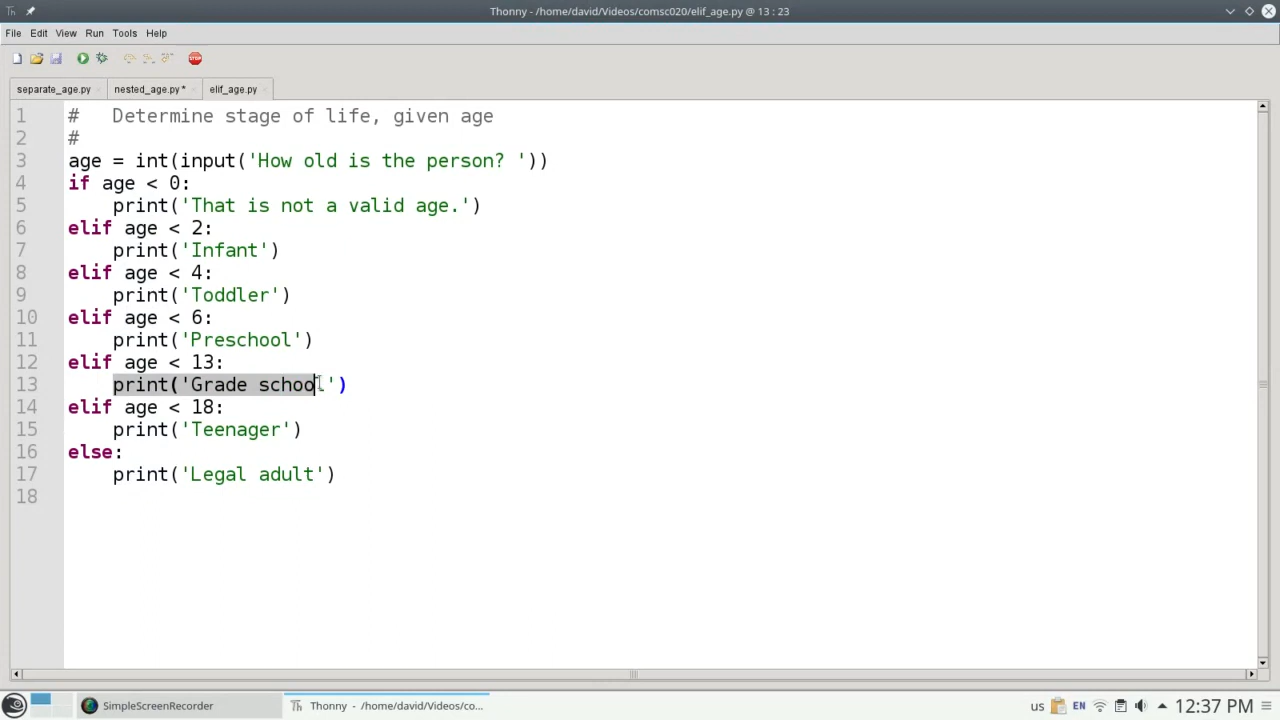 Thonny - /home/david/Videos/comsc020/elif_age.py @ 13 : 23
File Edit View Run Tools Help
STOP
separate_age.py nested_age.py * elif_age.py
1 #   Determine stage of life, given age
2 #
3 age = int(input('How old is the person? '))
4 if age < 0:
5     print('That is not a valid age.')
6 elif age < 2:
7     print('Infant')
8 elif age < 4:
9     print('Toddler')
10 elif age < 6:
11     print('Preschool')
12 elif age < 13:
13     print('Grade school')
14 elif age < 18:
15     print('Teenager')
16 else:
17     print('Legal adult')
18
SimpleScreenRecorder Thonny - /home/david/Videos/co... us EN 12:37 PM